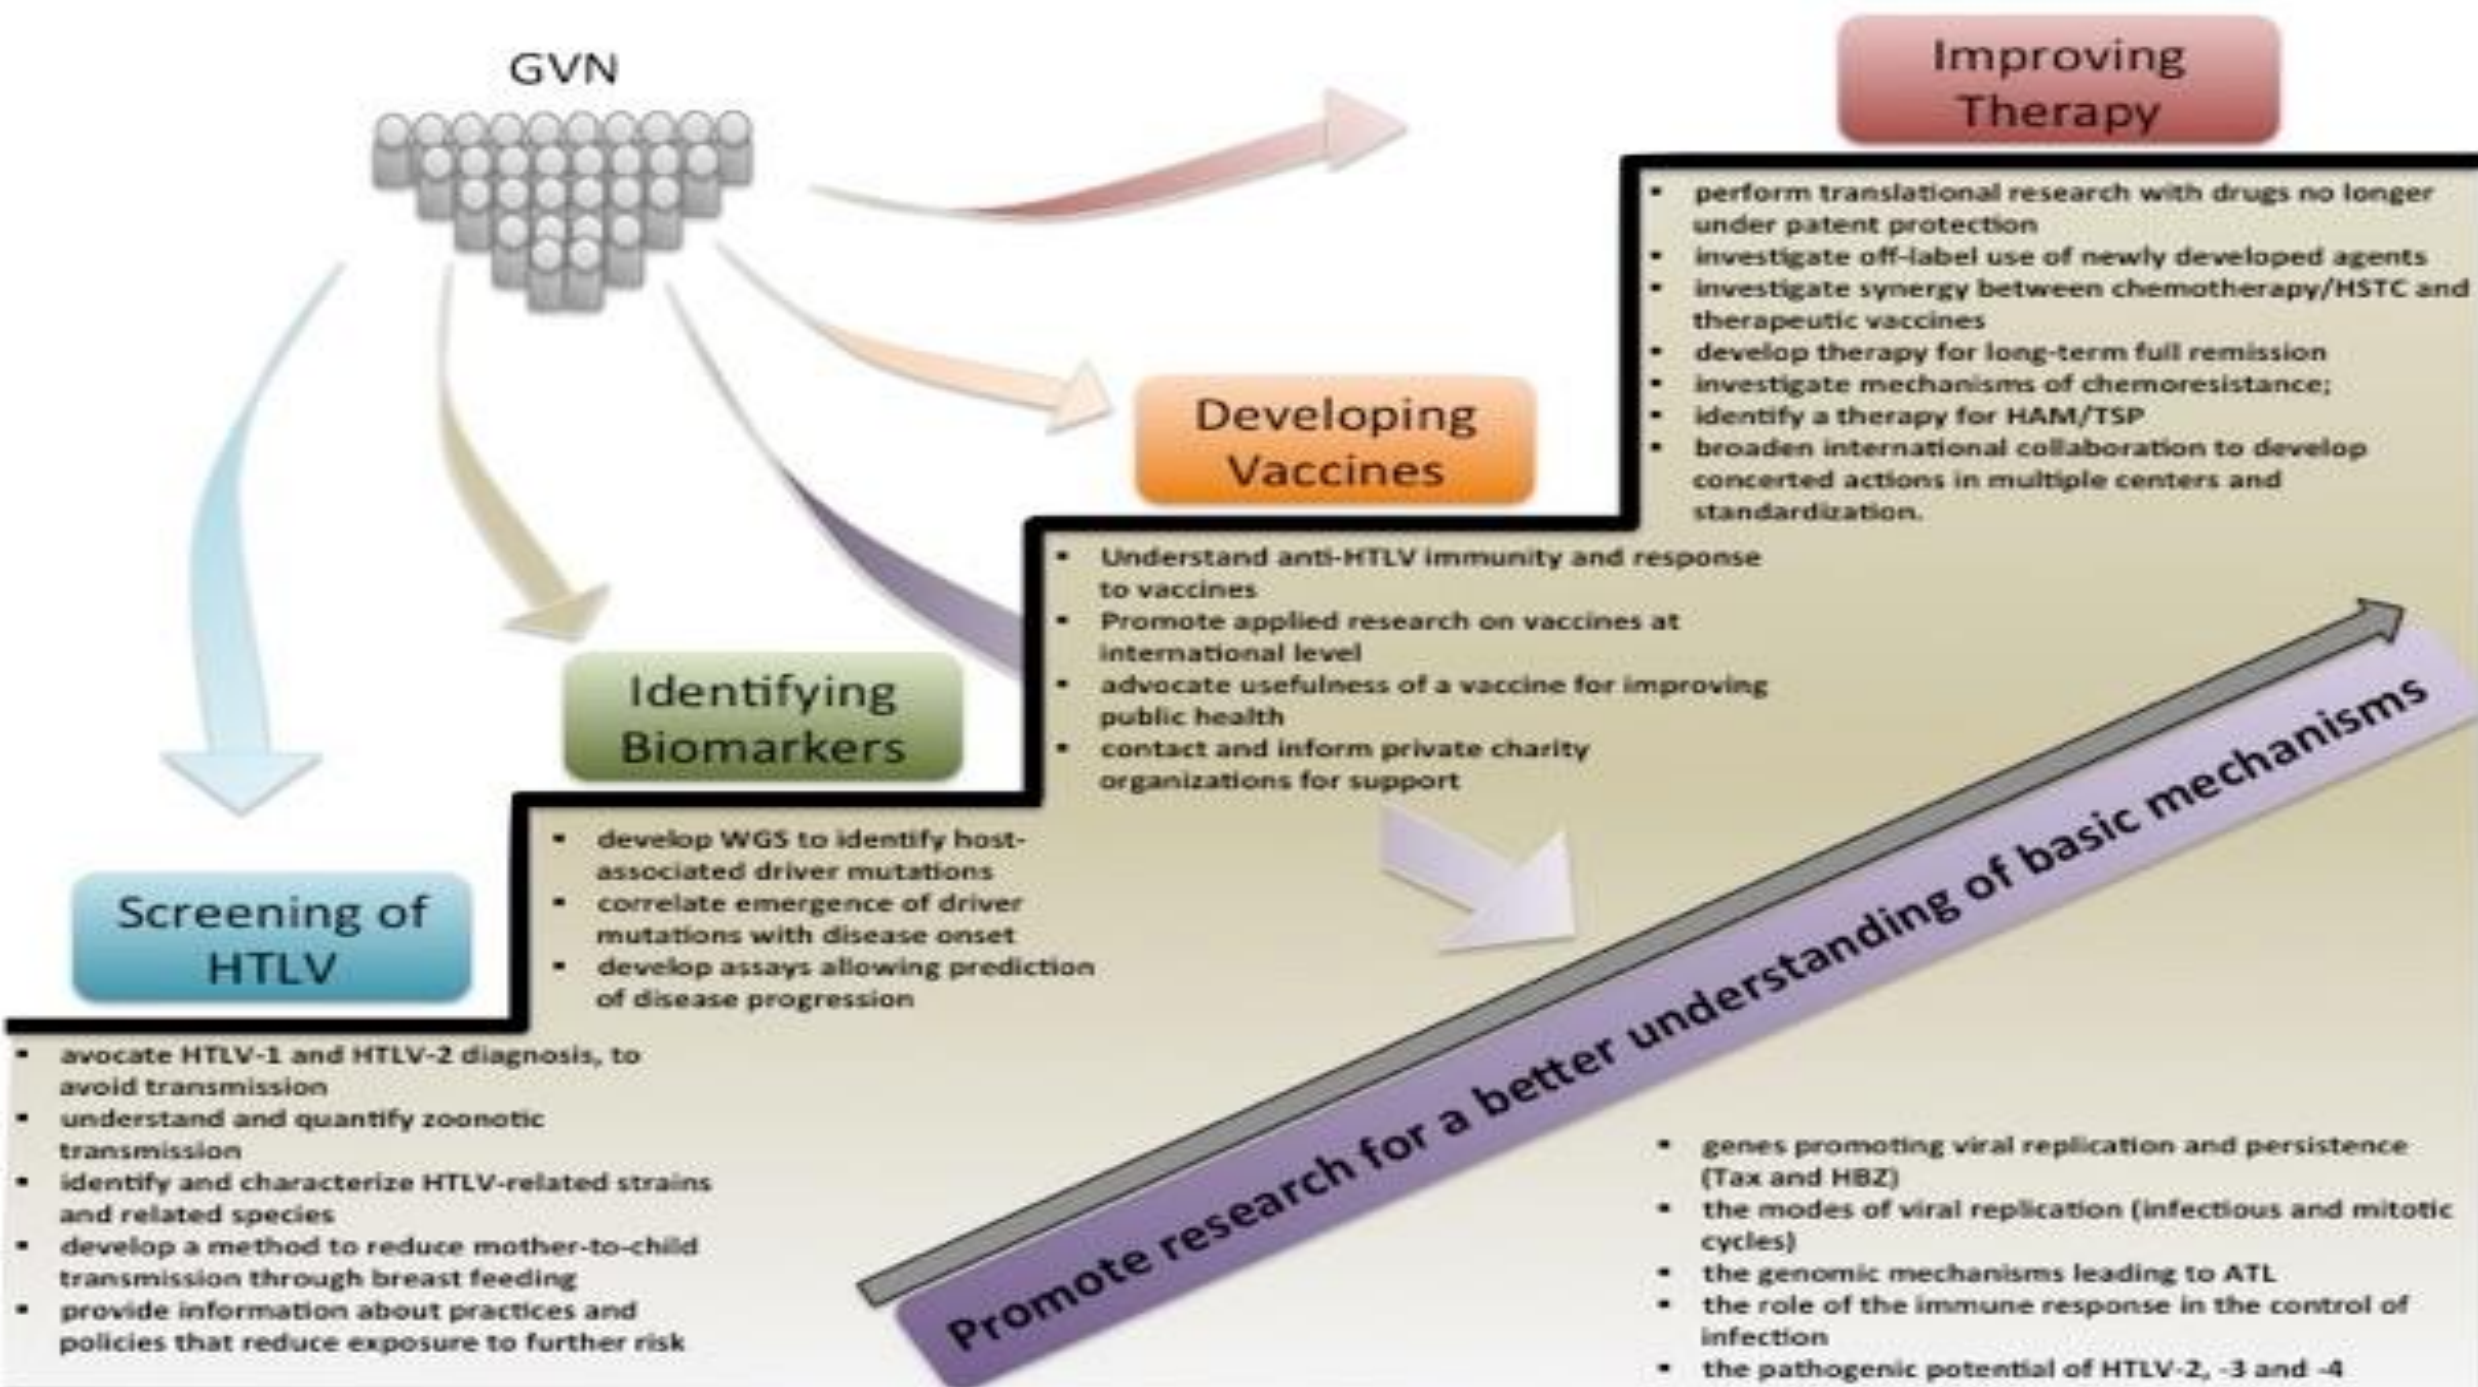 GVN
Improving
Therapy
▪ perform translational research with drugs no longer
under patent protection
▪ investigate off-label use of newly developed agents
▪ investigate synergy between chemotherapy/HSTC and
therapeutic vaccines
▪ develop therapy for long-term full remission
▪ investigate mechanisms of chemoresistance;
▪ identify a therapy for HAM/TSP
▪ broaden international collaboration to develop
concerted actions in multiple centers and
standardization.
Developing
Vaccines
▪ Understand anti-HTLV immunity and response
to vaccines
▪ Promote applied research on vaccines at
international level
▪ advocate usefulness of a vaccine for improving
public health
▪ contact and inform private charity
organizations for support
Identifying
Biomarkers
▪ develop WGS to identify host-
associated driver mutations
▪ correlate emergence of driver
mutations with disease onset
▪ develop assays allowing prediction
of disease progression
Screening of
HTLV
▪ avocate HTLV-1 and HTLV-2 diagnosis, to
avoid transmission
▪ understand and quantify zoonotic
transmission
▪ identify and characterize HTLV-related strains
and related species
▪ develop a method to reduce mother-to-child
transmission through breast feeding
▪ provide information about practices and
policies that reduce exposure to further risk
Promote research for a better understanding of basic mechanisms
▪ genes promoting viral replication and persistence
(Tax and HBZ)
▪ the modes of viral replication (infectious and mitotic
cycles)
▪ the genomic mechanisms leading to ATL
▪ the role of the immune response in the control of
infection
▪ the pathogenic potential of HTLV-2, -3 and -4